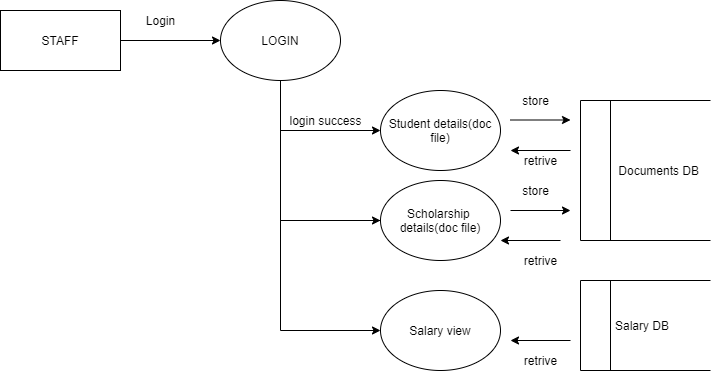 Login
STAFF
LOGIN
login success
Student details(doc
file)
store
retrive
Documents DB
Scholarship
details(doc file)
store
retrive
Salary view
Salary DB
retrive